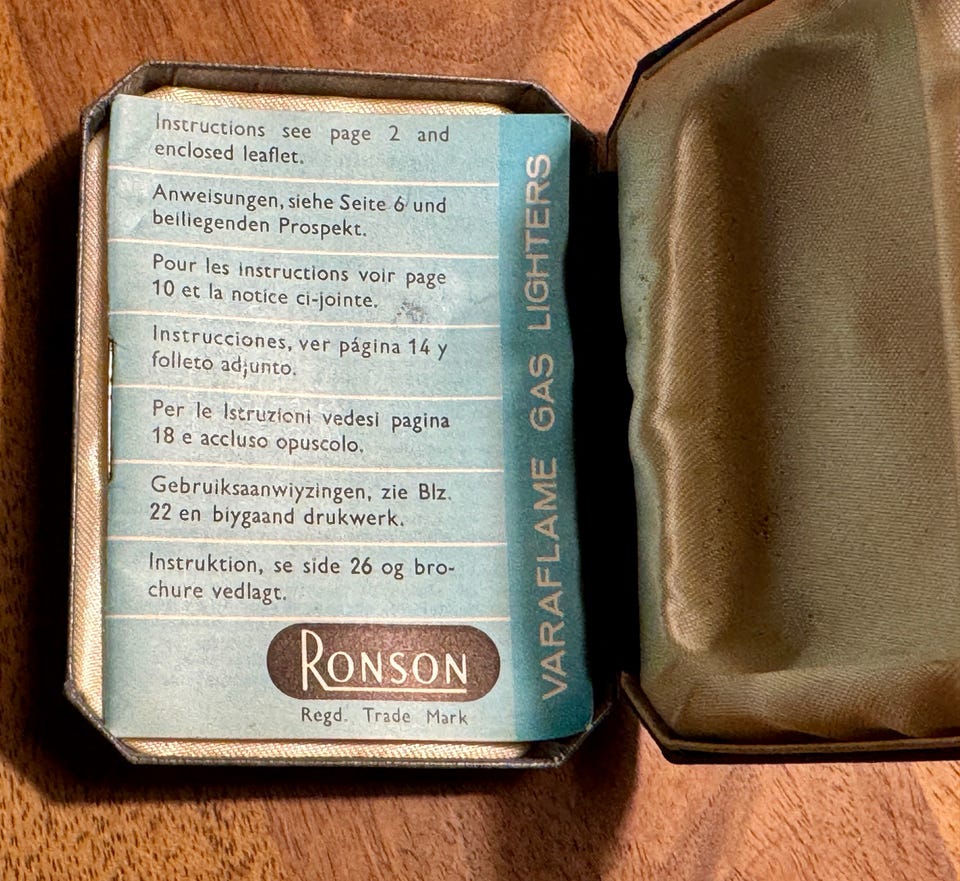 Instructions see page 2 and
enclosed leaflet.
Anweisungen, siehe Seite 6 und
beiliegenden Prospekt.
Pour les instructions voir page
10 et la notice ci-jointe.
Instrucciones, ver página 14 y
folleto adjunto.
Per le Istruzioni vedesi pagina
18 e accluso opuscolo.
Gebruiksaanwiyzingen, zie Blz.
22 en biygaand drukwerk.
Instruktion, se side 26 og bro-
chure vedlagt.
RONSON
Regd. Trade Mark
VARAFLAME GAS LIGHTERS